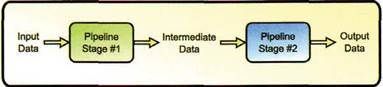 Input
Data
Pipeline
Stage #1
Intermediate
Data
Pipeline
Stage #2
Output
Data